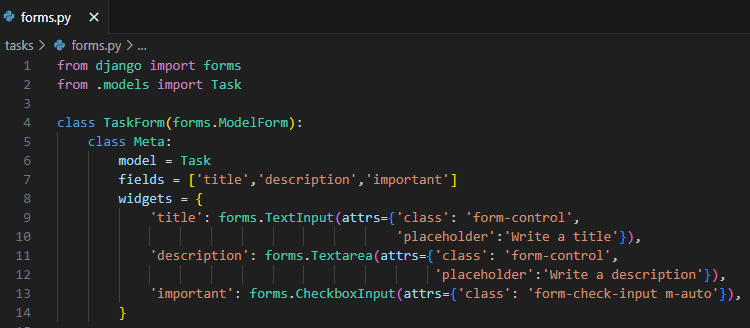 forms.py ×
tasks > forms.py > ...
1 from django import forms
2 from .models import Task
3
4 class TaskForm(forms.ModelForm):
5     class Meta:
6         model = Task
7         fields = ['title','description','important']
8         widgets = {
9             'title': forms.TextInput(attrs={'class': 'form-control',
10                                             'placeholder':'Write a title'}),
11             'description': forms.Textarea(attrs={'class': 'form-control',
12                                                  'placeholder':'Write a description'}),
13             'important': forms.CheckboxInput(attrs={'class': 'form-check-input m-auto'}),
14         }